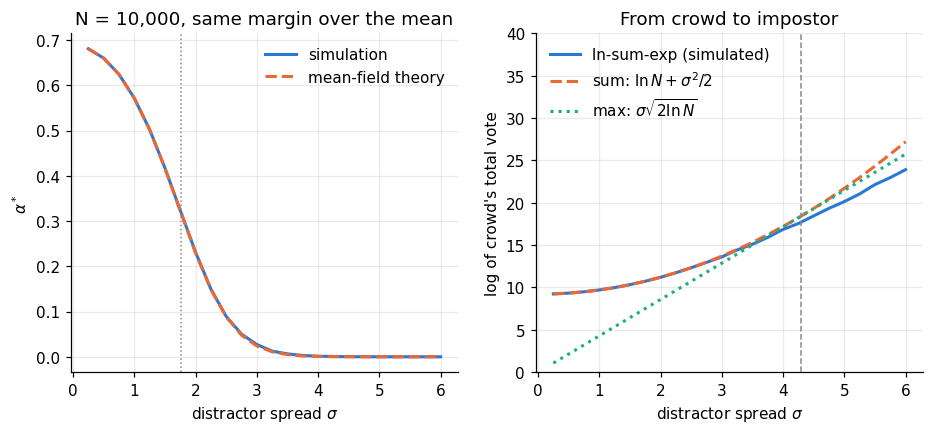 N = 10,000, same margin over the mean
α*
0.7
0.6
0.5
0.4
0.3
0.2
0.1
0.0
simulation
mean-field theory
0 1 2 3 4 5 6
distractor spread σ
From crowd to impostor
log of crowd's total vote
40
35
30
25
20
15
10
5
0
ln-sum-exp (simulated)
sum: ln N + σ²/2
max: σ√2 ln N
0 1 2 3 4 5 6
distractor spread σ